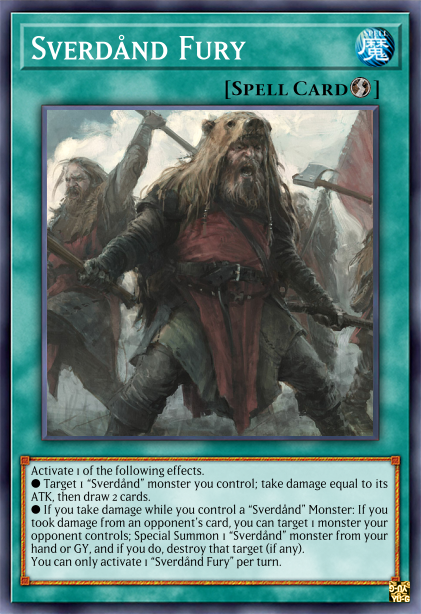 Sverdånd Fury
SPELL
魔
[Spell Card]
Activate 1 of the following effects.
● Target 1 “Sverdånd” monster you control; take damage equal to its
ATK, then draw 2 cards.
● If you take damage while you control a “Sverdånd” Monster: If you
took damage from an opponent's card, you can target 1 monster your
opponent controls; Special Summon 1 “Sverdånd” monster from your
hand or GY, and if you do, destroy that target (if any).
You can only activate 1 “Sverdånd Fury” per turn.